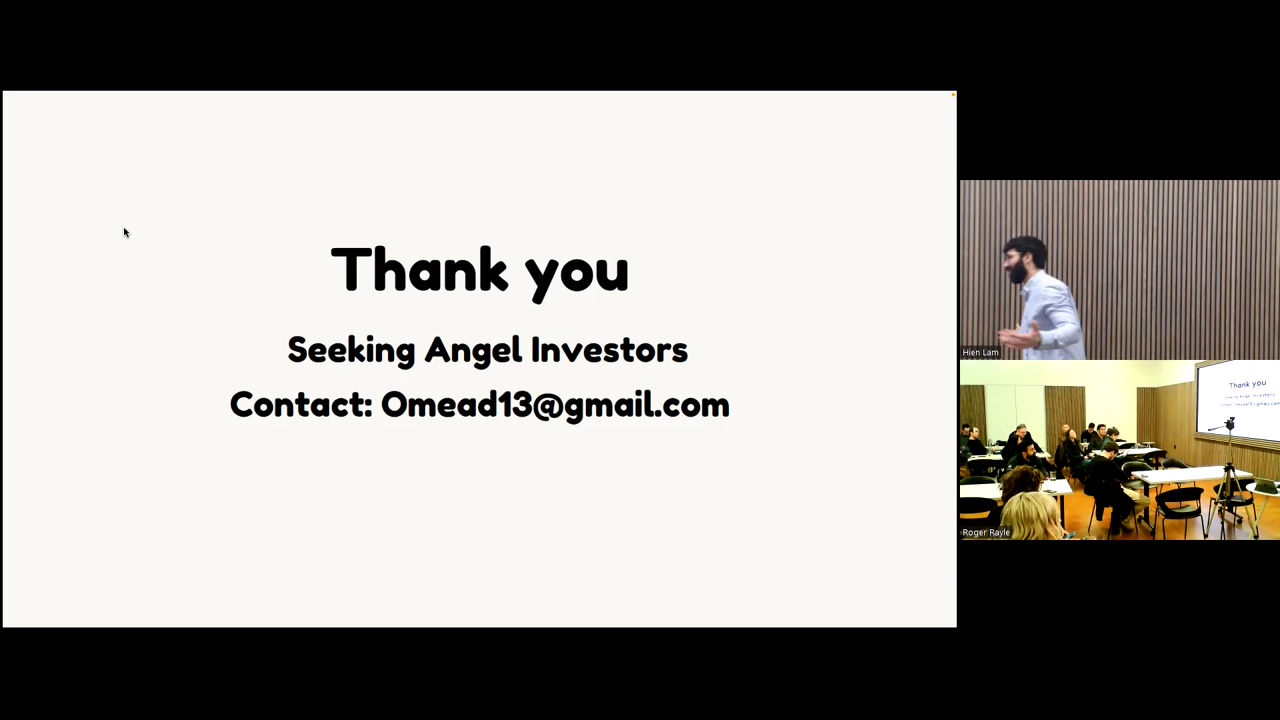 Thank you
Seeking Angel Investors
Contact: Omead13@gmail.com
Hien Lam
Thank you
Roger Rayle